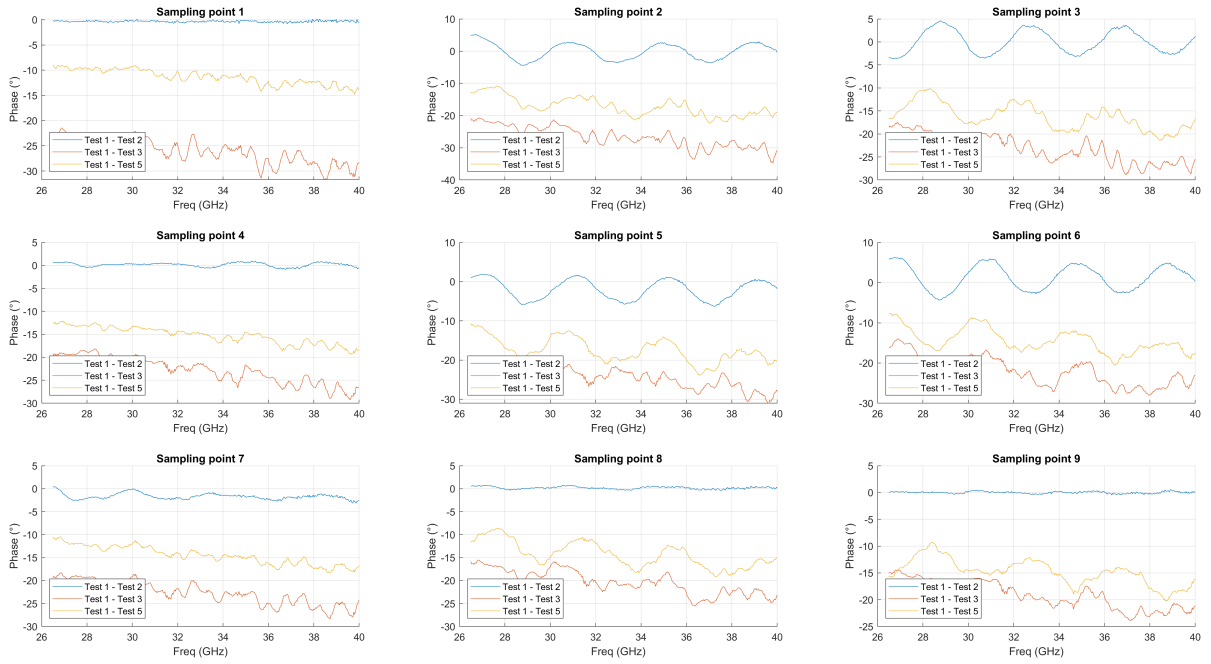 Sampling point 1
0
-5
-10
-15
-20
-25
-30
Phase (°)
Test 1 - Test 2
Test 1 - Test 3
Test 1 - Test 5
26 28 30 32 34 36 38 40
Freq (GHz)
Sampling point 2
10
0
-10
-20
-30
-40
Phase (°)
Test 1 - Test 2
Test 1 - Test 3
Test 1 - Test 5
26 28 30 32 34 36 38 40
Freq (GHz)
Sampling point 3
5
0
-5
-10
-15
-20
-25
-30
Phase (°)
Test 1 - Test 2
Test 1 - Test 3
Test 1 - Test 5
26 28 30 32 34 36 38 40
Freq (GHz)
Sampling point 4
5
0
-5
-10
-15
-20
-25
-30
Phase (°)
Test 1 - Test 2
Test 1 - Test 3
Test 1 - Test 5
26 28 30 32 34 36 38 40
Freq (GHz)
Sampling point 5
10
0
-10
-20
-30
Phase (°)
Test 1 - Test 2
Test 1 - Test 3
Test 1 - Test 5
26 28 30 32 34 36 38 40
Freq (GHz)
Sampling point 6
10
0
-10
-20
-30
Phase (°)
Test 1 - Test 2
Test 1 - Test 3
Test 1 - Test 5
26 28 30 32 34 36 38 40
Freq (GHz)
Sampling point 7
5
0
-5
-10
-15
-20
-25
-30
Phase (°)
Test 1 - Test 2
Test 1 - Test 3
Test 1 - Test 5
26 28 30 32 34 36 38 40
Freq (GHz)
Sampling point 8
5
0
-5
-10
-15
-20
-25
-30
Phase (°)
Test 1 - Test 2
Test 1 - Test 3
Test 1 - Test 5
26 28 30 32 34 36 38 40
Freq (GHz)
Sampling point 9
5
0
-5
-10
-15
-20
-25
Phase (°)
Test 1 - Test 2
Test 1 - Test 3
Test 1 - Test 5
26 28 30 32 34 36 38 40
Freq (GHz)